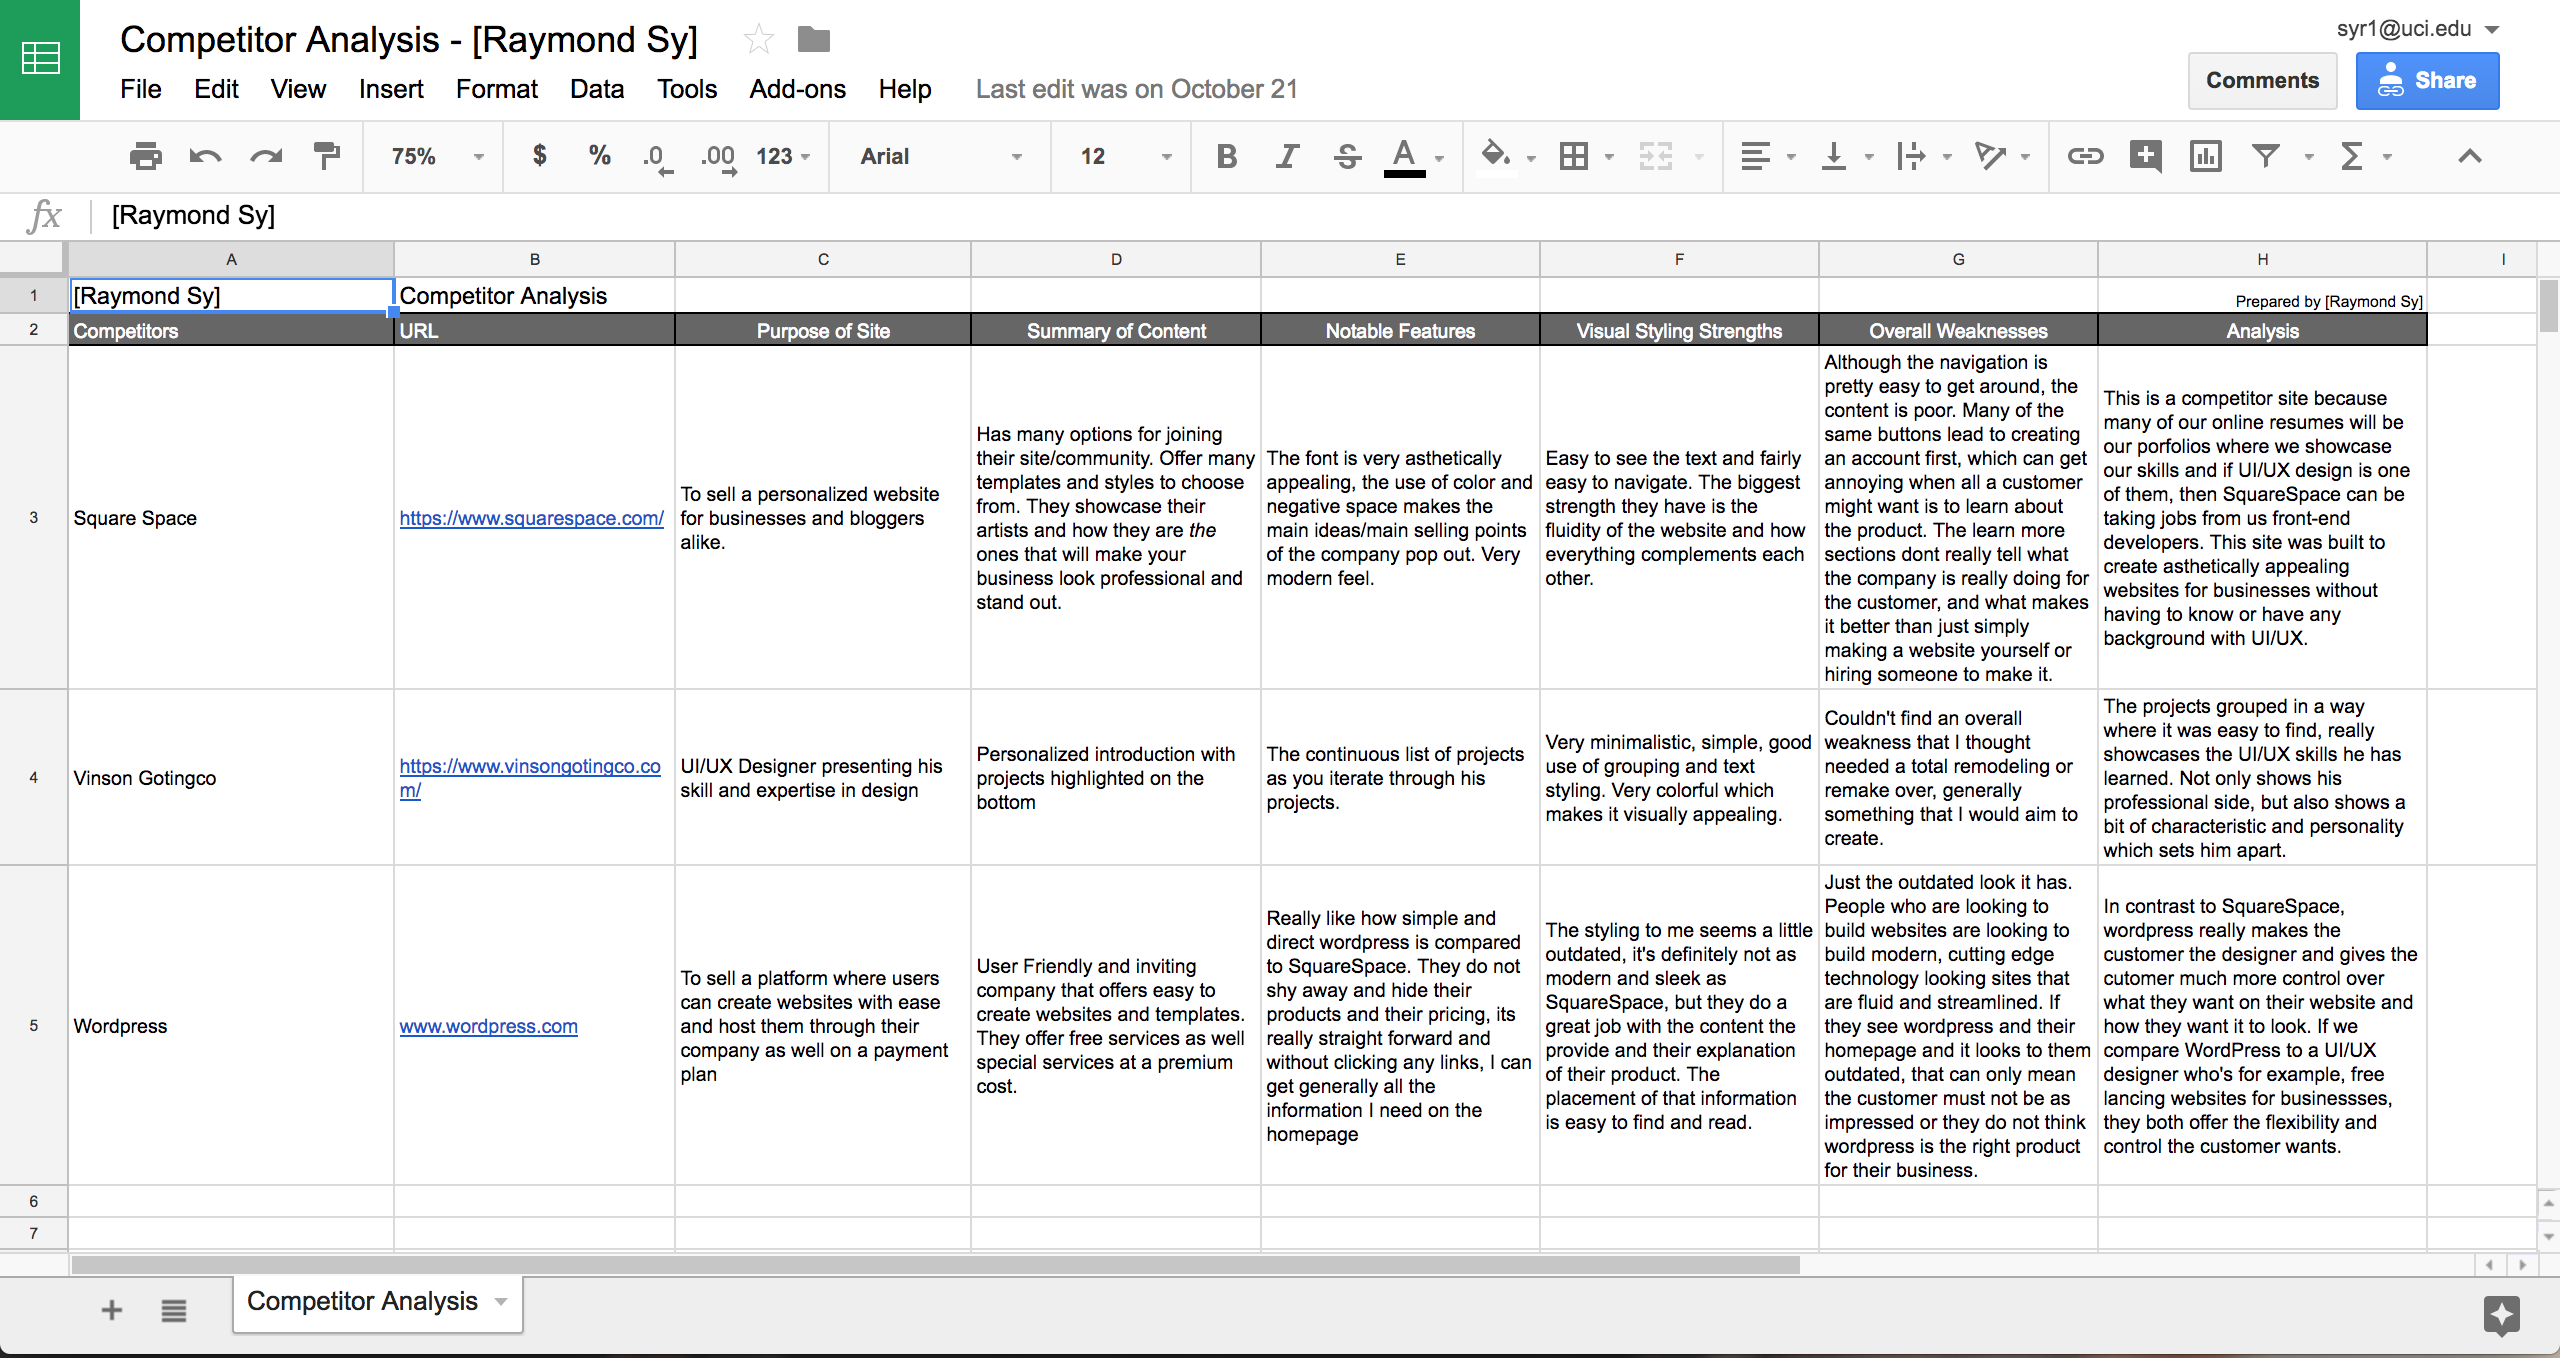 Competitor Analysis - [Raymond Sy]
syr1@uci.edu
File Edit View Insert Format Data Tools Add-ons Help Last edit was on October 21
Comments
Share
75% $ % .0 .00 123 Arial 12 B I S A
fx [Raymond Sy]
A B C D E F G H I
1 [Raymond Sy] Competitor Analysis Prepared by [Raymond Sy]
2 Competitors URL Purpose of Site Summary of Content Notable Features Visual Styling Strengths Overall Weaknesses Analysis
3
Square Space
https://www.squarespace.com/
To sell a personalized website
for businesses and bloggers
alike.
Has many options for joining
their site/community. Offer many
templates and styles to choose
from. They showcase their
artists and how they are the
ones that will make your
business look professional and
stand out.
The font is very asthetically
appealing, the use of color and
negative space makes the
main ideas/main selling points
of the company pop out. Very
modern feel.
Easy to see the text and fairly
easy to navigate. The biggest
strength they have is the
fluidity of the website and how
everything complements each
other.
Although the navigation is
pretty easy to get around, the
content is poor. Many of the
same buttons lead to creating
an account first, which can get
annoying when all a customer
might want is to learn about
the product. The learn more
sections dont really tell what
the company is really doing for
the customer, and what makes
it better than just simply
making a website yourself or
hiring someone to make it.
This is a competitor site because
many of our online resumes will be
our porfolios where we showcase
our skills and if UI/UX design is one
of them, then SquareSpace can be
taking jobs from us front-end
developers. This site was built to
create asthetically appealing
websites for businesses without
having to know or have any
background with UI/UX.
4
Vinson Gotingco
https://www.vinsongotingco.co
m/
UI/UX Designer presenting his
skill and expertise in design
Personalized introduction with
projects highlighted on the
bottom
The continuous list of projects
as you iterate through his
projects.
Very minimalistic, simple, good
use of grouping and text
styling. Very colorful which
makes it visually appealing.
Couldn't find an overall
weakness that I thought
needed a total remodeling or
remake over, generally
something that I would aim to
create.
The projects grouped in a way
where it was easy to find, really
showcases the UI/UX skills he has
learned. Not only shows his
professional side, but also shows a
bit of characteristic and personality
which sets him apart.
5
Wordpress
www.wordpress.com
To sell a platform where users
can create websites with ease
and host them through their
company as well on a payment
plan
User Friendly and inviting
company that offers easy to
create websites and templates.
They offer free services as well
special services at a premium
cost.
Really like how simple and
direct wordpress is compared
to SquareSpace. They do not
shy away and hide their
products and their pricing, its
really straight forward and
without clicking any links, I can
get generally all the
information I need on the
homepage
The styling to me seems a little
outdated, it's definitely not as
modern and sleek as
SquareSpace, but they do a
great job with the content the
provide and their explanation
of their product. The
placement of that information
is easy to find and read.
Just the outdated look it has.
People who are looking to
build websites are looking to
build modern, cutting edge
technology looking sites that
are fluid and streamlined. If
they see wordpress and their
homepage and it looks to them
outdated, that can only mean
the customer must not be as
impressed or they do not think
wordpress is the right product
for their business.
In contrast to SquareSpace,
wordpress really makes the
customer the designer and gives the
cutomer much more control over
what they want on their website and
how they want it to look. If we
compare WordPress to a UI/UX
designer who's for example, free
lancing websites for businessses,
they both offer the flexibility and
control the customer wants.
6
7
Competitor Analysis